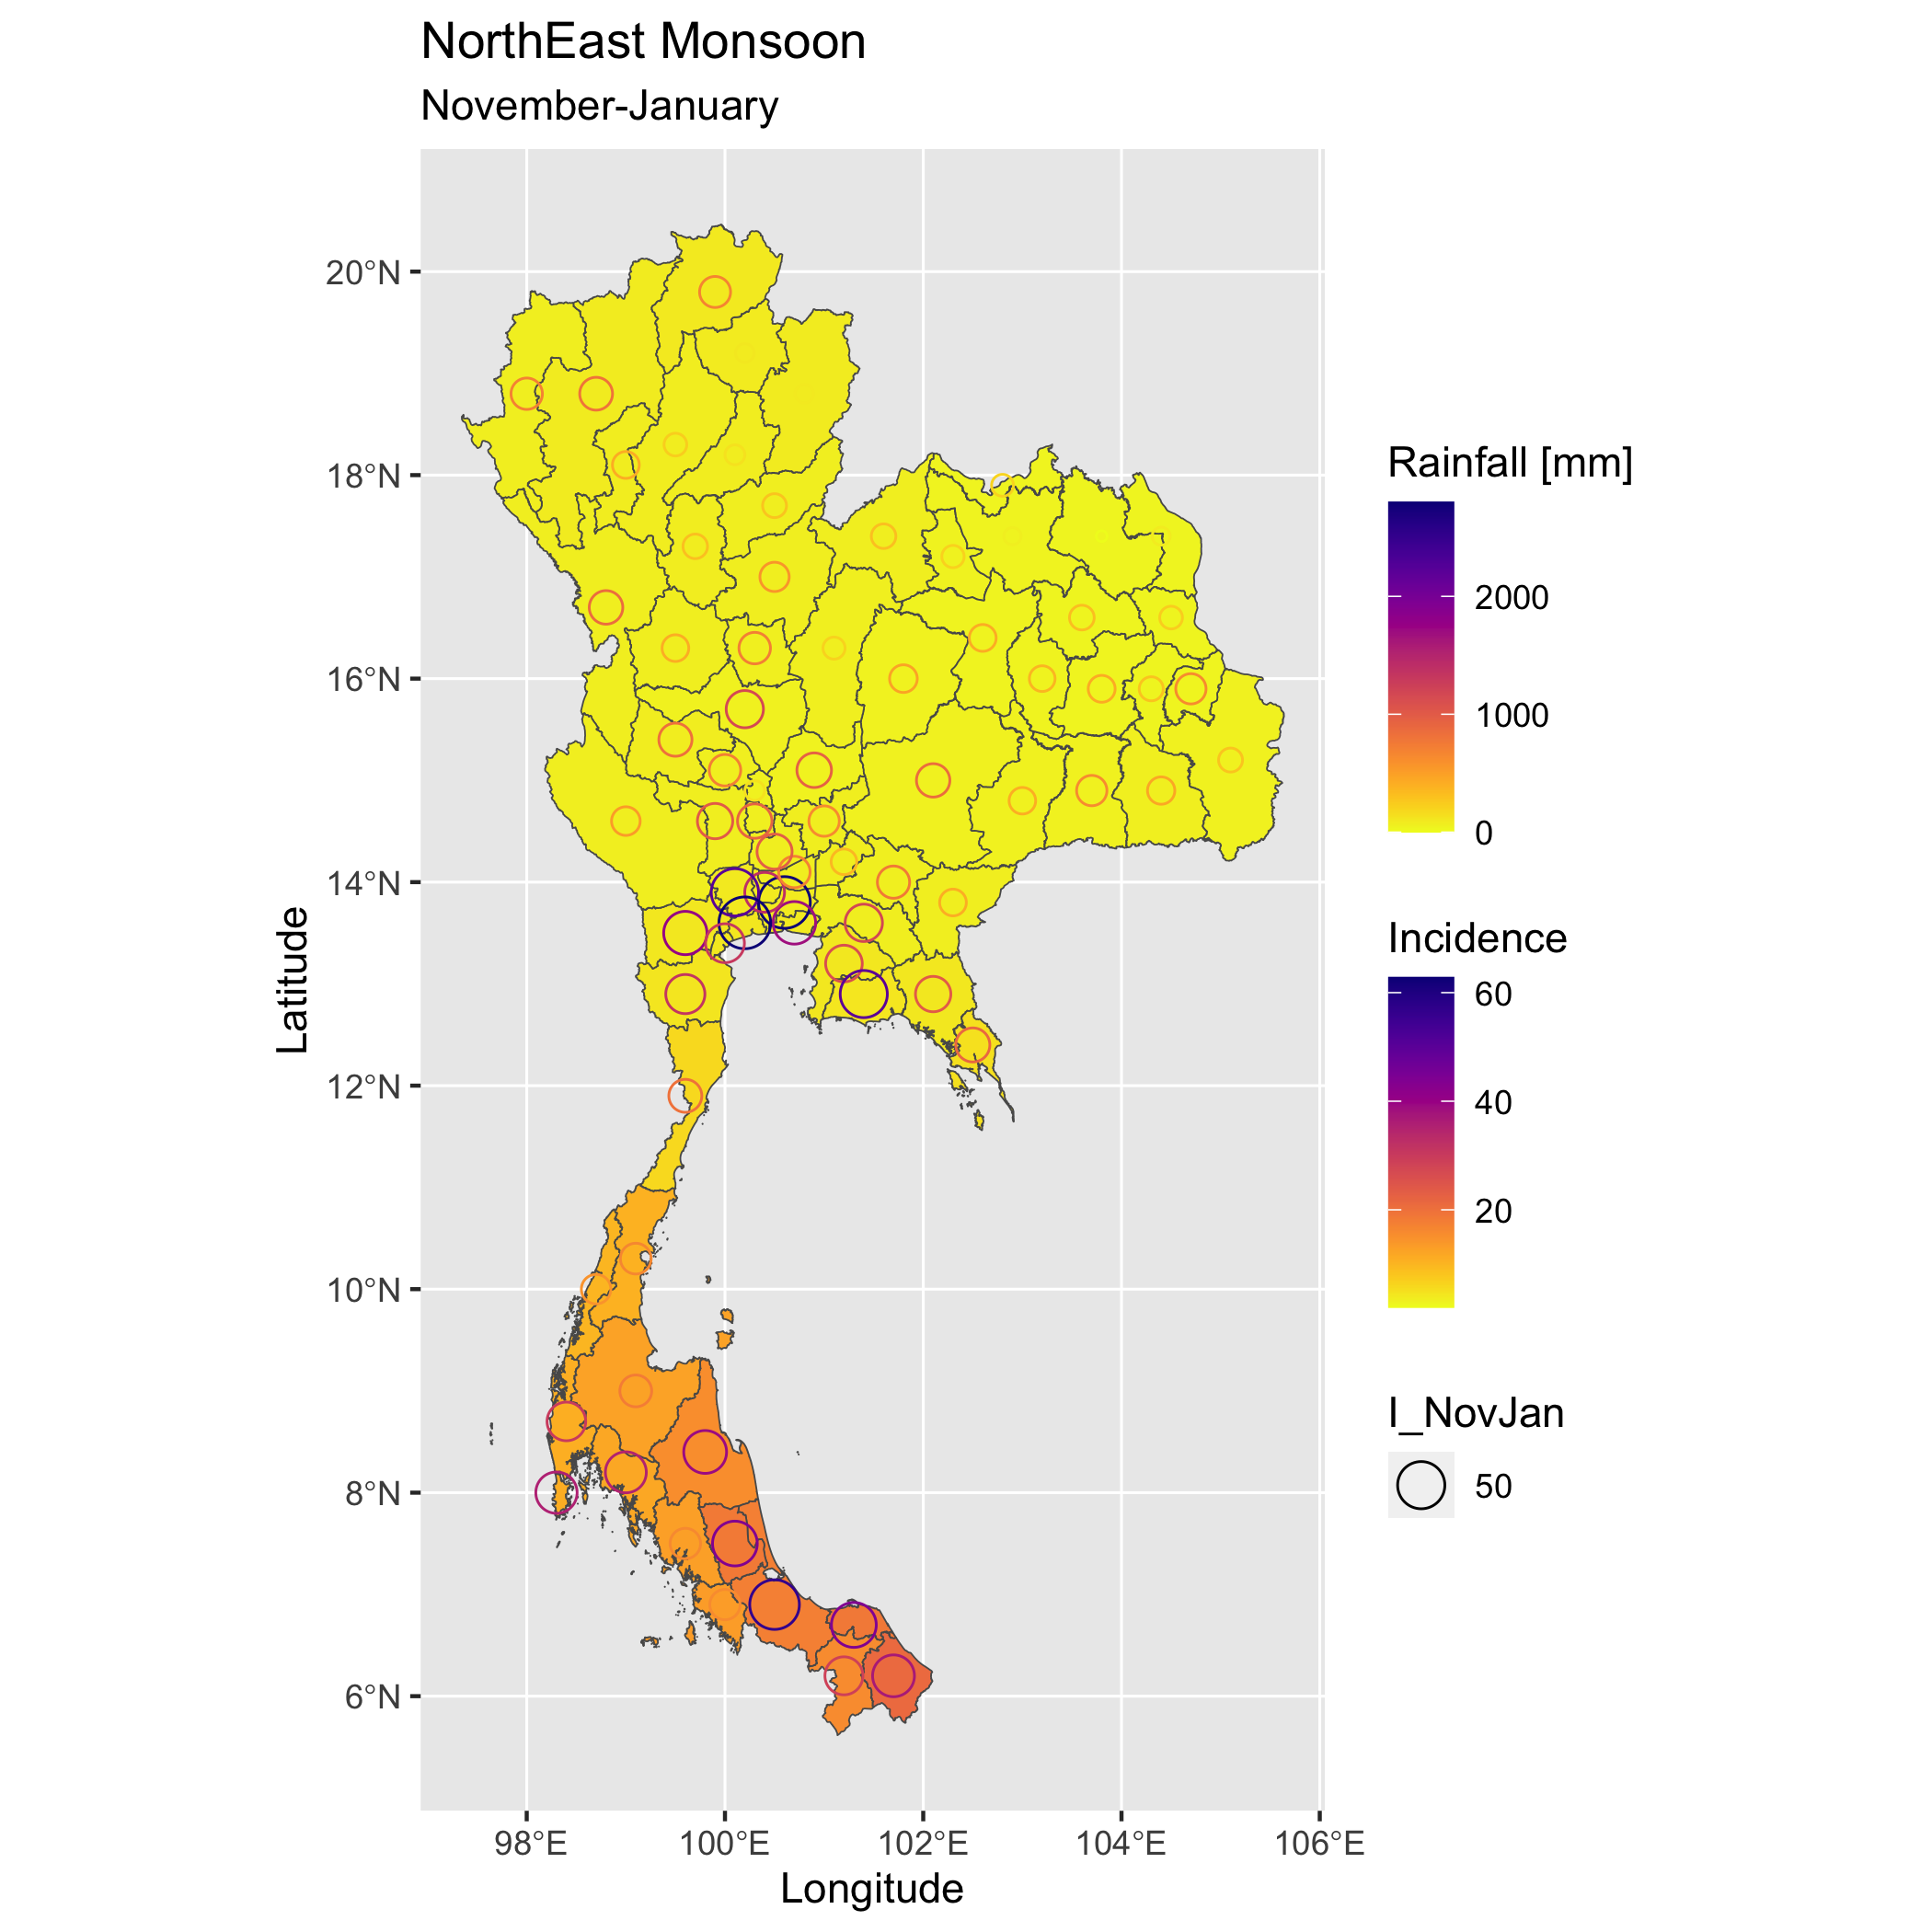 NorthEast Monsoon
November-January
20°N
18°N
16°N
14°N
12°N
10°N
8°N
6°N
Latitude
98°E
100°E
102°E
104°E
106°E
Longitude
Rainfall [mm]
2000
1000
0
Incidence
60
40
20
I_NovJan
50